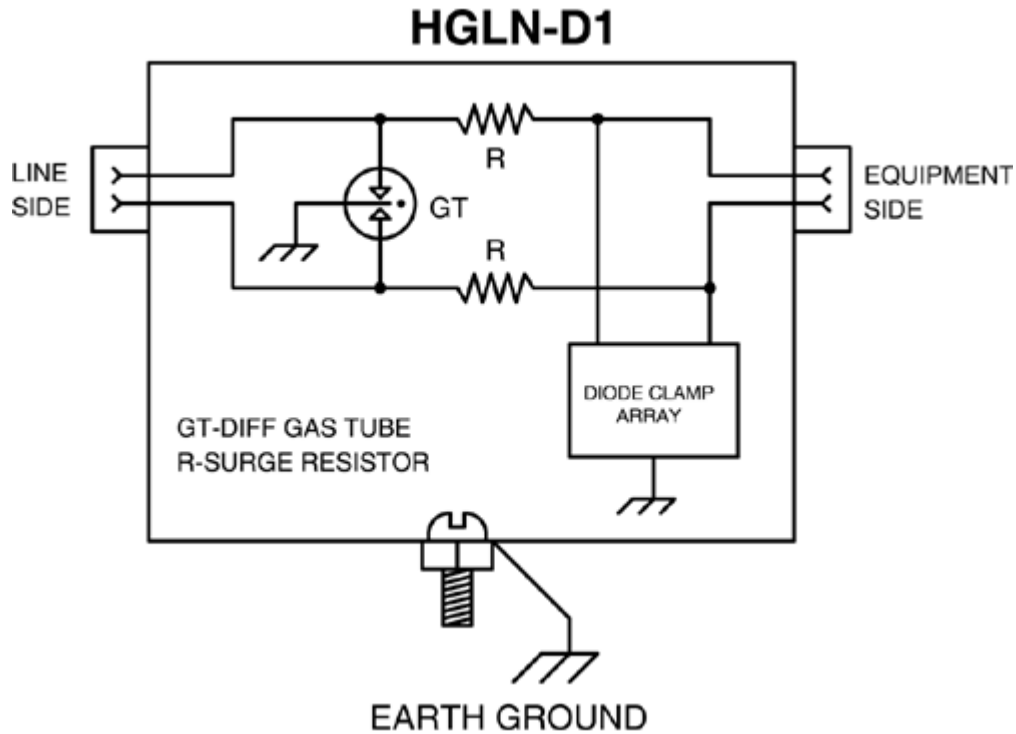 HGLN-D1
LINE
SIDE
R
GT
R
EQUIPMENT
SIDE
DIODE CLAMP
ARRAY
GT-DIFF GAS TUBE
R-SURGE RESISTOR
EARTH GROUND